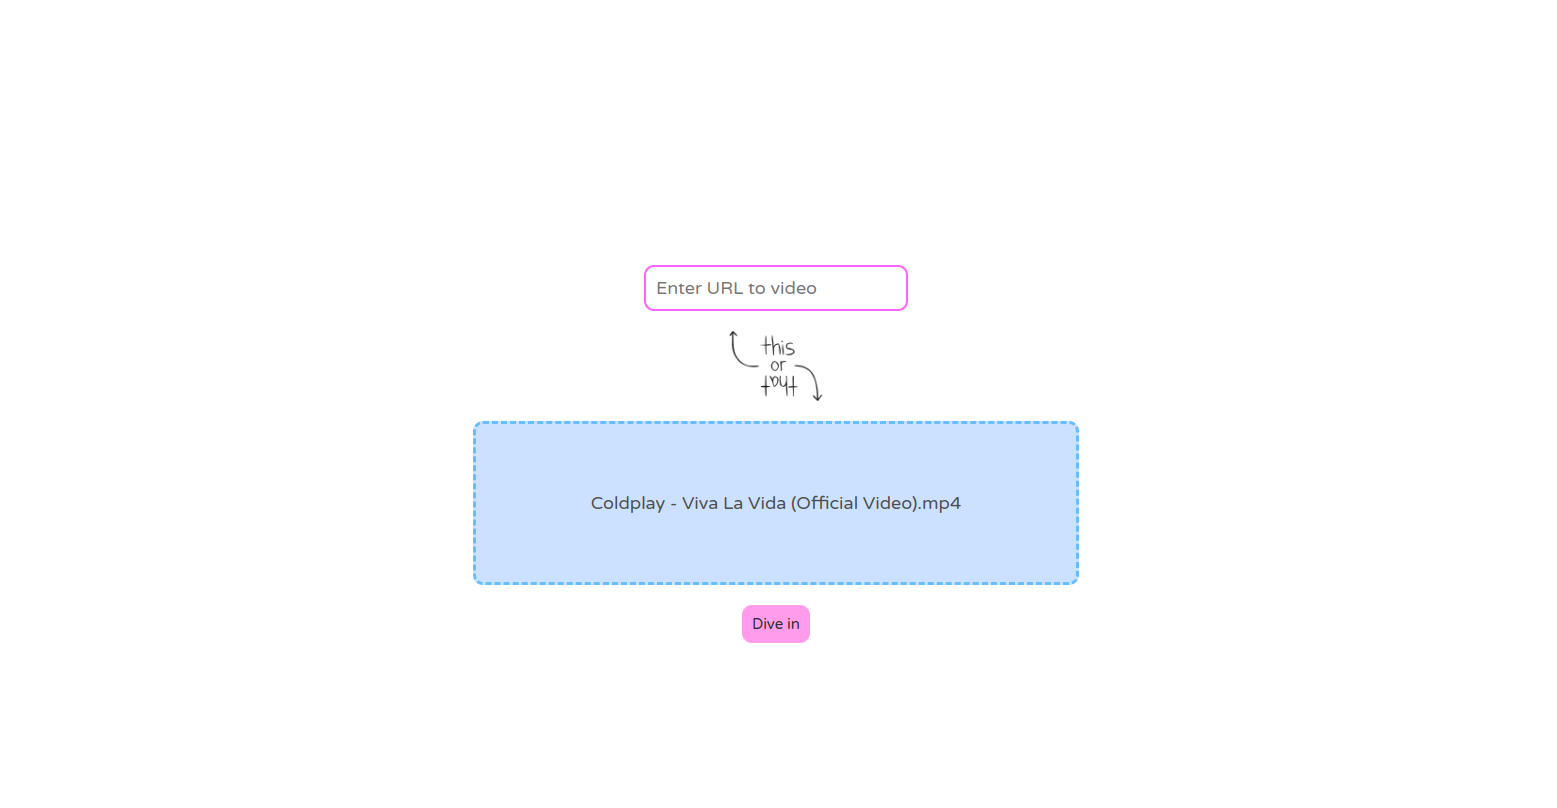 Enter URL to video
this
or
that
Coldplay - Viva La Vida (Official Video).mp4
Dive in